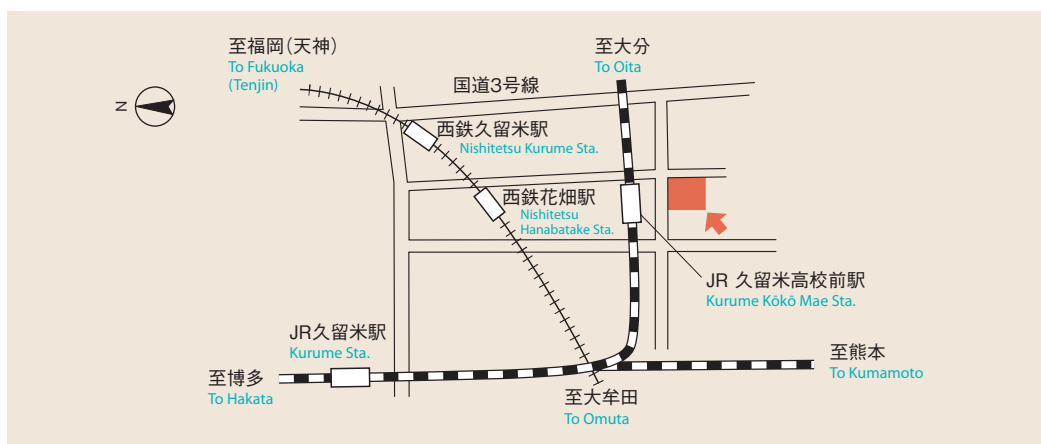 至福岡(天神)
To Fukuoka
(Tenjin)
至大分
To Oita
国道3号線
N
西鉄久留米駅
Nishitetsu Kurume Sta.
西鉄花畑駅
Nishitetsu
Hanabatake Sta.
JR 久留米高校前駅
Kurume Kōkō Mae Sta.
JR久留米駅
Kurume Sta.
至熊本
To Kumamoto
至博多
To Hakata
至大牟田
To Omuta